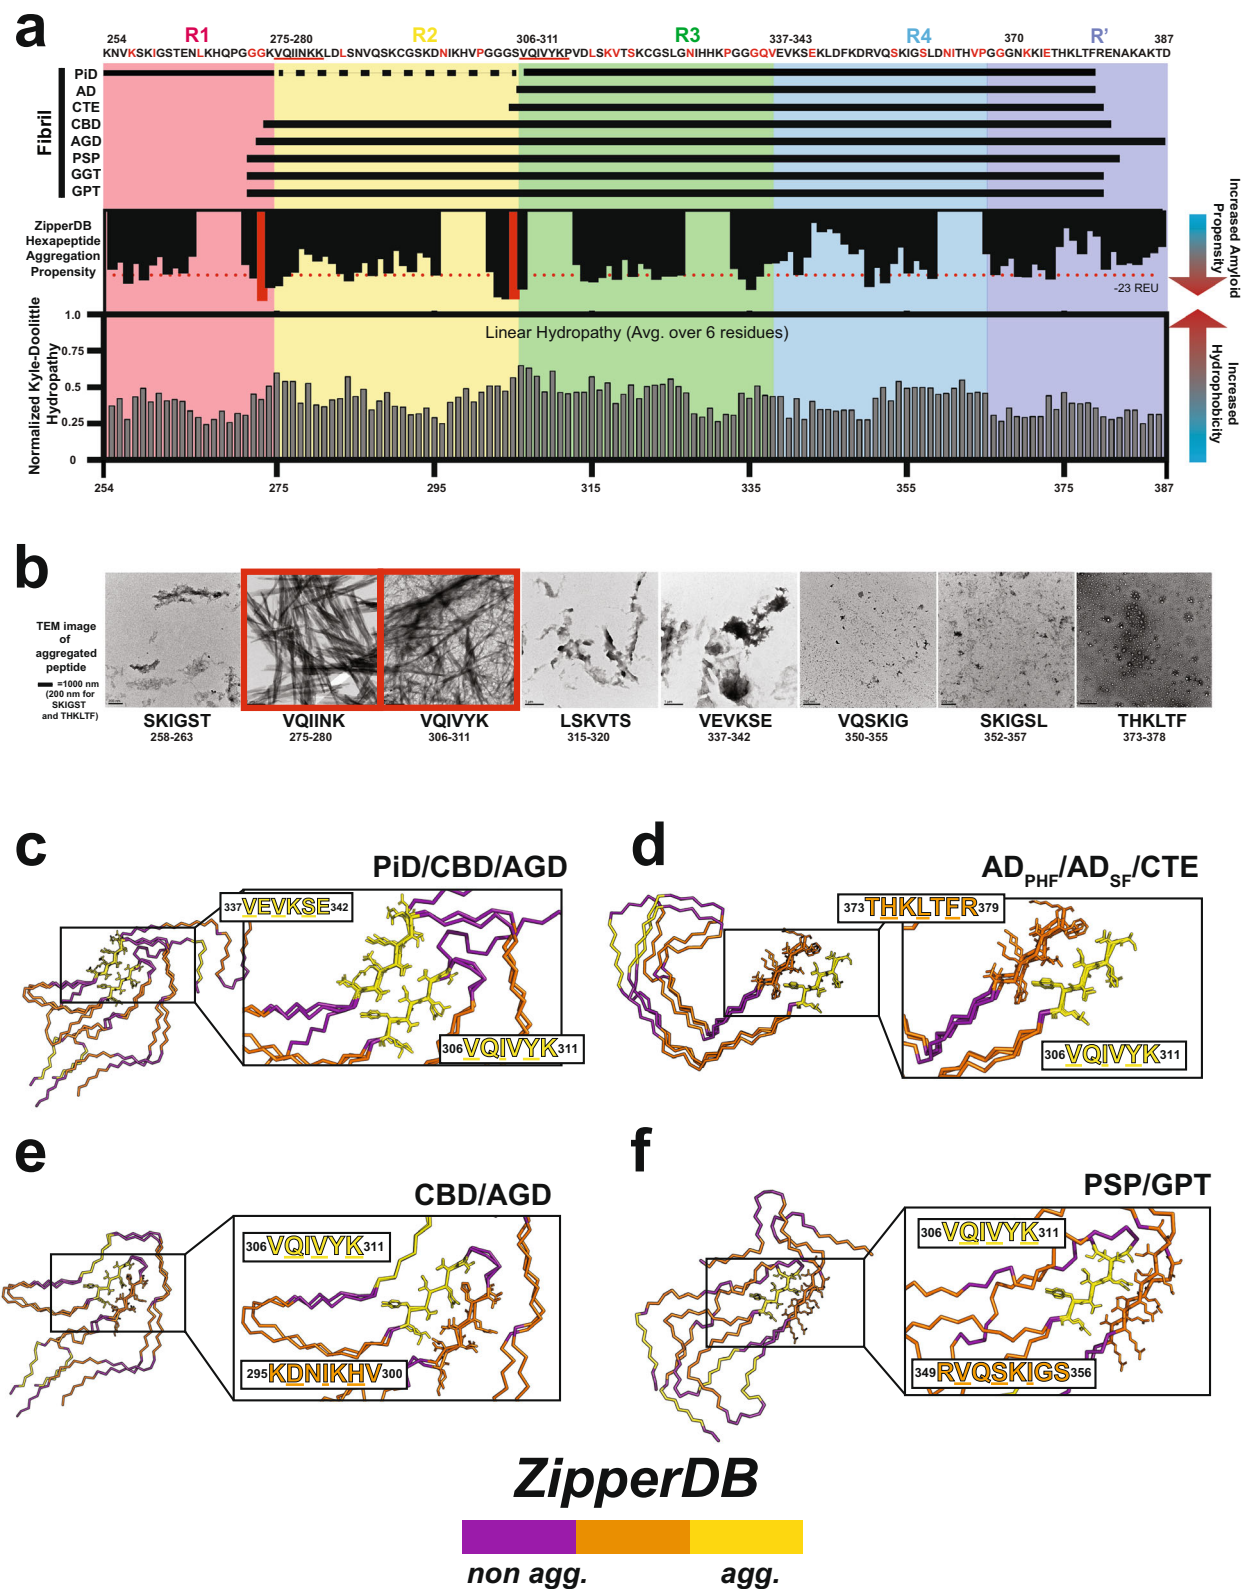 a
R1
R2
R3
R4
R'
254
275-280
306-311
337-343
370
387
KNVKSKIGSTENLKHQPGGGKVQIINKKLDLSNVQSKCGSKDNIKHVPGGGSVQIVYKPVDLSKVTSKCGSLGNIHHKPGGGQVEVKSEKLDFKDRVQSKIGSLDNITHVPGGGNKKIETHKLTFRENAKAKTD
Fibril
PiD
AD
CTE
CBD
AGD
PSP
GGT
GPT
ZipperDB
Hexapeptide
Aggregation
Propensity
-23 REU
Increased Amyloid
Propensity
Linear Hydropathy (Avg. over 6 residues)
Normalized Kyle-Doolittle
Hydropathy
1.0
0.75
0.5
0.25
0
254
275
295
315
335
355
375
387
Increased
Hydrophobicity
b
TEM image
of
aggregated
peptide
=1000 nm
(200 nm for
SKIGST
and THKLTF)
SKIGST
258-263
VQIINK
275-280
VQIVYK
306-311
LSKVTS
315-320
VEVKSE
337-342
VQSKIG
350-355
SKIGSL
352-357
THKLTF
373-378
c
PiD/CBD/AGD
337VEVKSE342
306VQIVYK311
d
ADPHF/ADSF/CTE
373THKLTFR379
306VQIVYK311
e
CBD/AGD
306VQIVYK311
295KDNIKHV300
f
PSP/GPT
306VQIVYK311
349RVQSKIGS356
ZipperDB
non agg.
agg.